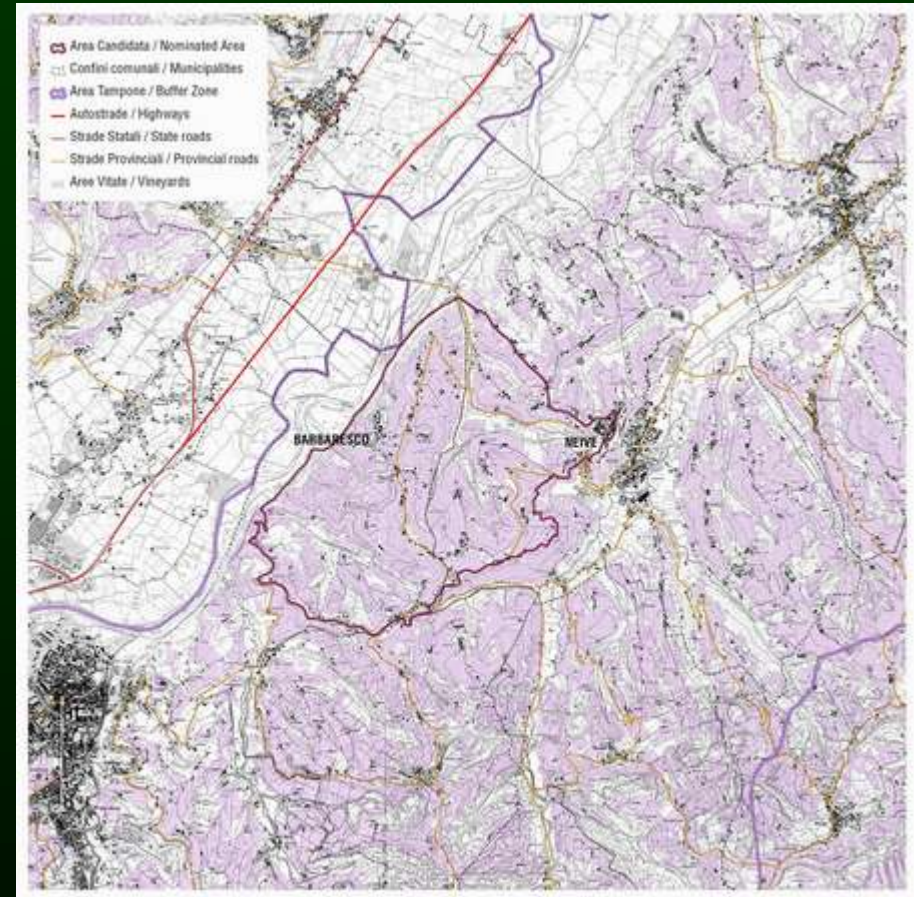 Area Candidata / Nominated Area
Confini comunali / Municipalities
Area Tampone / Buffer Zone
Autostrade / Highways
Strade Statali / State roads
Strade Provinciali / Provincial roads
Aree Vitate / Vineyards
BARBARESCO
NEIVE